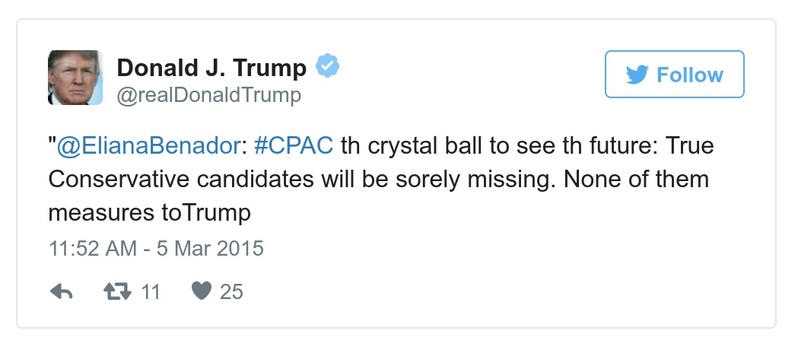 Donald J. Trump
@realDonaldTrump
Follow
"@ElianaBenador: #CPAC th crystal ball to see th future: True
Conservative candidates will be sorely missing. None of them
measures toTrump
11:52 AM - 5 Mar 2015
11 25